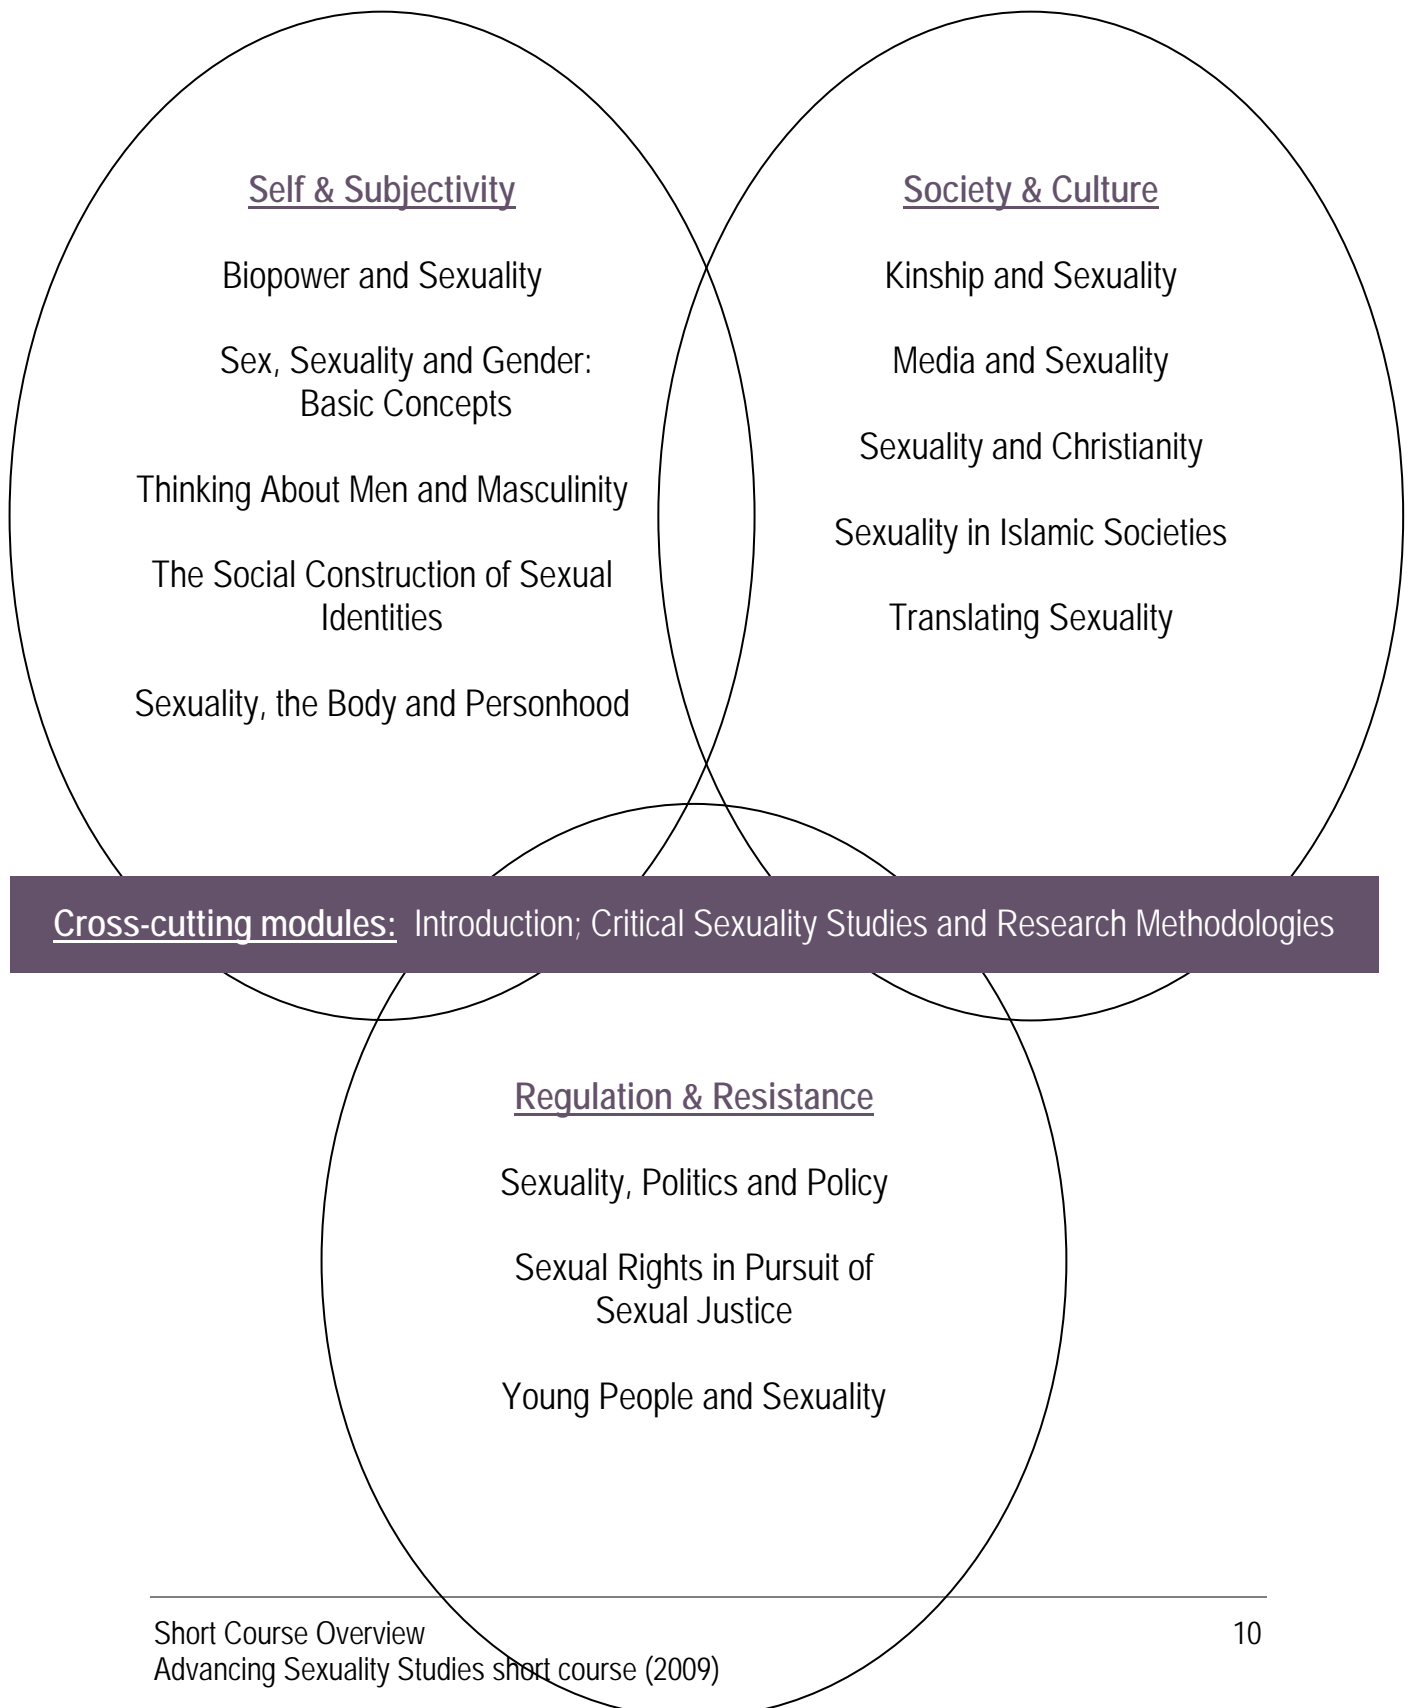 Self & Subjectivity
Biopower and Sexuality
Sex, Sexuality and Gender:
Basic Concepts
Thinking About Men and Masculinity
The Social Construction of Sexual
Identities
Sexuality, the Body and Personhood
Society & Culture
Kinship and Sexuality
Media and Sexuality
Sexuality and Christianity
Sexuality in Islamic Societies
Translating Sexuality
Cross-cutting modules: Introduction; Critical Sexuality Studies and Research Methodologies
Regulation & Resistance
Sexuality, Politics and Policy
Sexual Rights in Pursuit of
Sexual Justice
Young People and Sexuality
Short Course Overview 10
Advancing Sexuality Studies short course (2009)